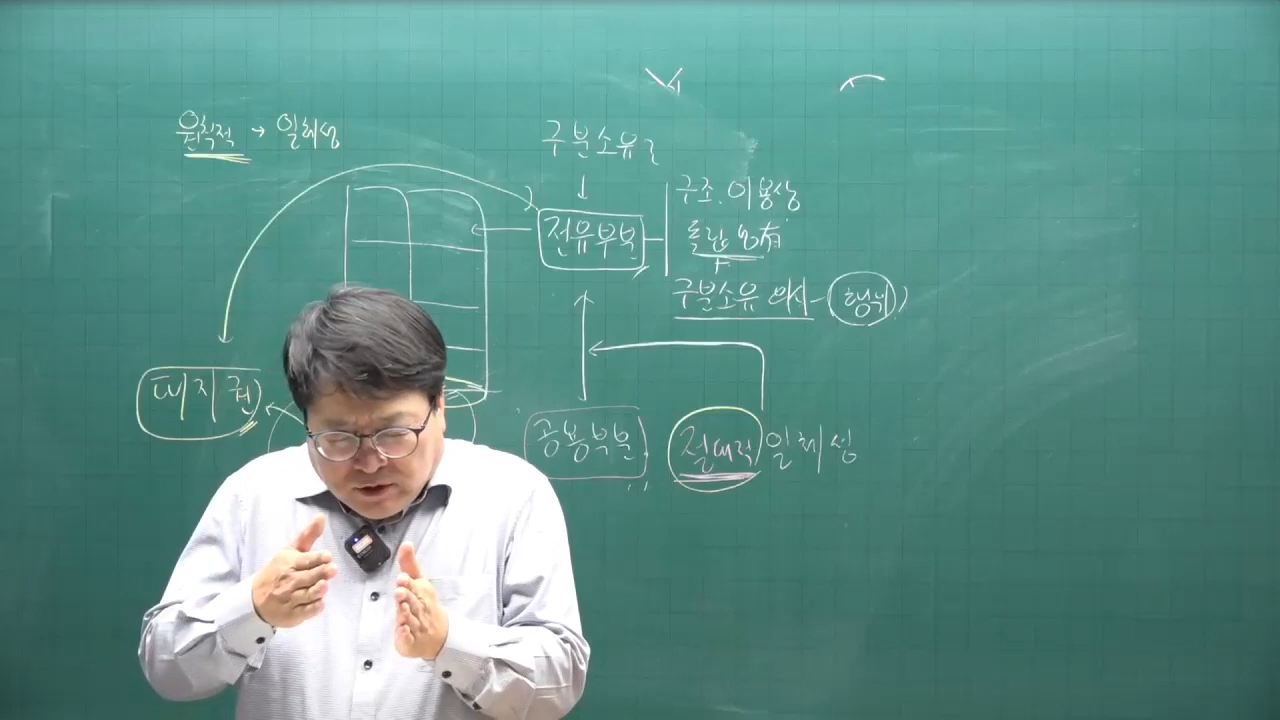 원칙적 → 일체성
구분소유권
전유부분
구조.이용상
독립성 有
+
구분소유 의사 - (행위)
대지권
공용부분
절대적 일체성